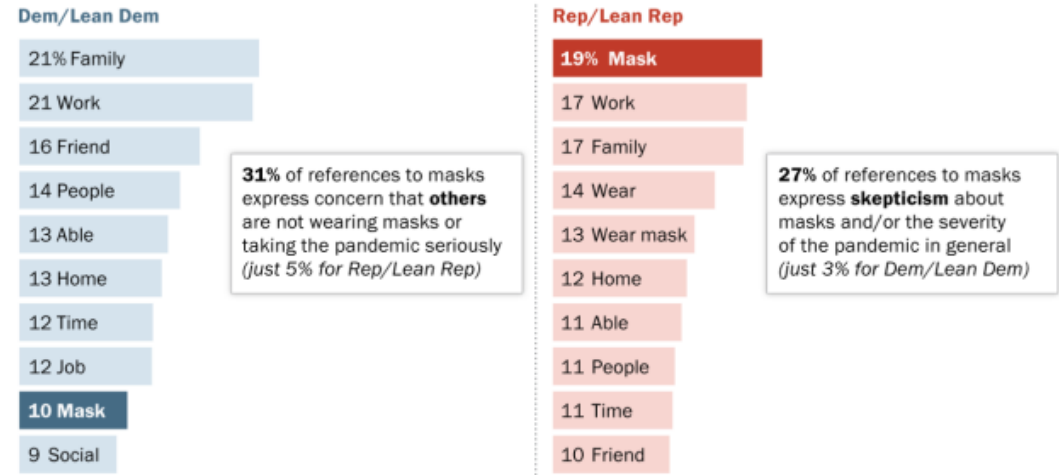 Dem/Lean Dem
21% Family
21 Work
16 Friend
14 People
13 Able
13 Home
12 Time
12 Job
10 Mask
9 Social
31% of references to masks
express concern that others
are not wearing masks or
taking the pandemic seriously
(just 5% for Rep/Lean Rep)
Rep/Lean Rep
19% Mask
17 Work
17 Family
14 Wear
13 Wear mask
12 Home
11 Able
11 People
11 Time
10 Friend
27% of references to masks
express skepticism about
masks and/or the severity
of the pandemic in general
(just 3% for Dem/Lean Dem)